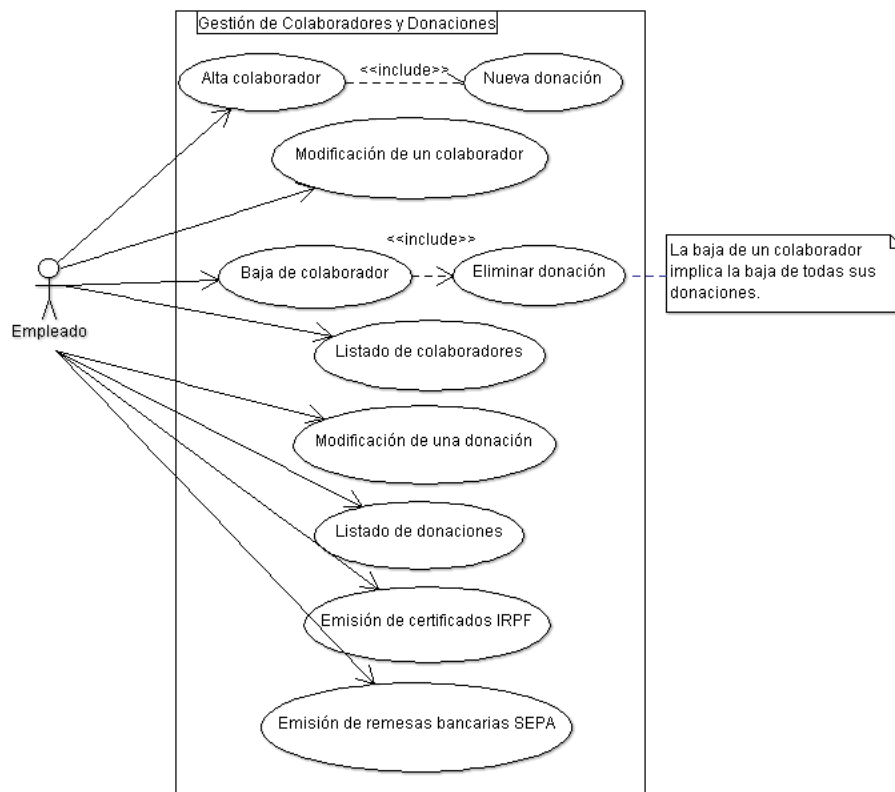 Gestión de Colaboradores y Donaciones
Alta colaborador
<<include>>
Nueva donación
Modificación de un colaborador
<<include>>
Baja de colaborador
Eliminar donación
La baja de un colaborador
implica la baja de todas sus
donaciones.
Empleado
Listado de colaboradores
Modificación de una donación
Listado de donaciones
Emisión de certificados IRPF
Emisión de remesas bancarias SEPA